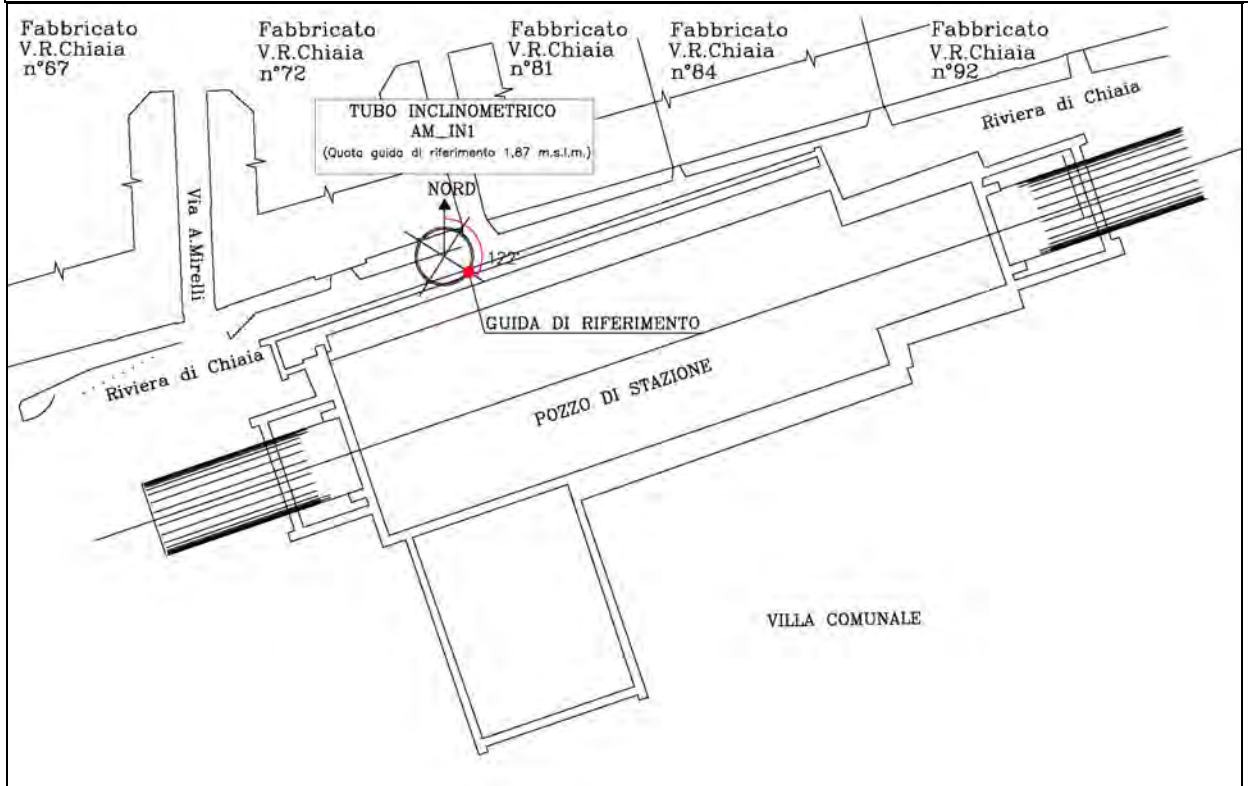 Fabbricato
V.R.Chiaia
n°67
Fabbricato
V.R.Chiaia
n°72
Fabbricato
V.R.Chiaia
n°81
Fabbricato
V.R.Chiaia
n°84
Fabbricato
V.R.Chiaia
n°92
TUBO INCLINOMETRICO
AM_IN1
(Quota guida di riferimento 1,87 m.s.l.m.)
NORD
122°
GUIDA DI RIFERIMENTO
Via A.Mirelli
Riviera di Chiaia
Riviera di Chiaia
POZZO DI STAZIONE
VILLA COMUNALE